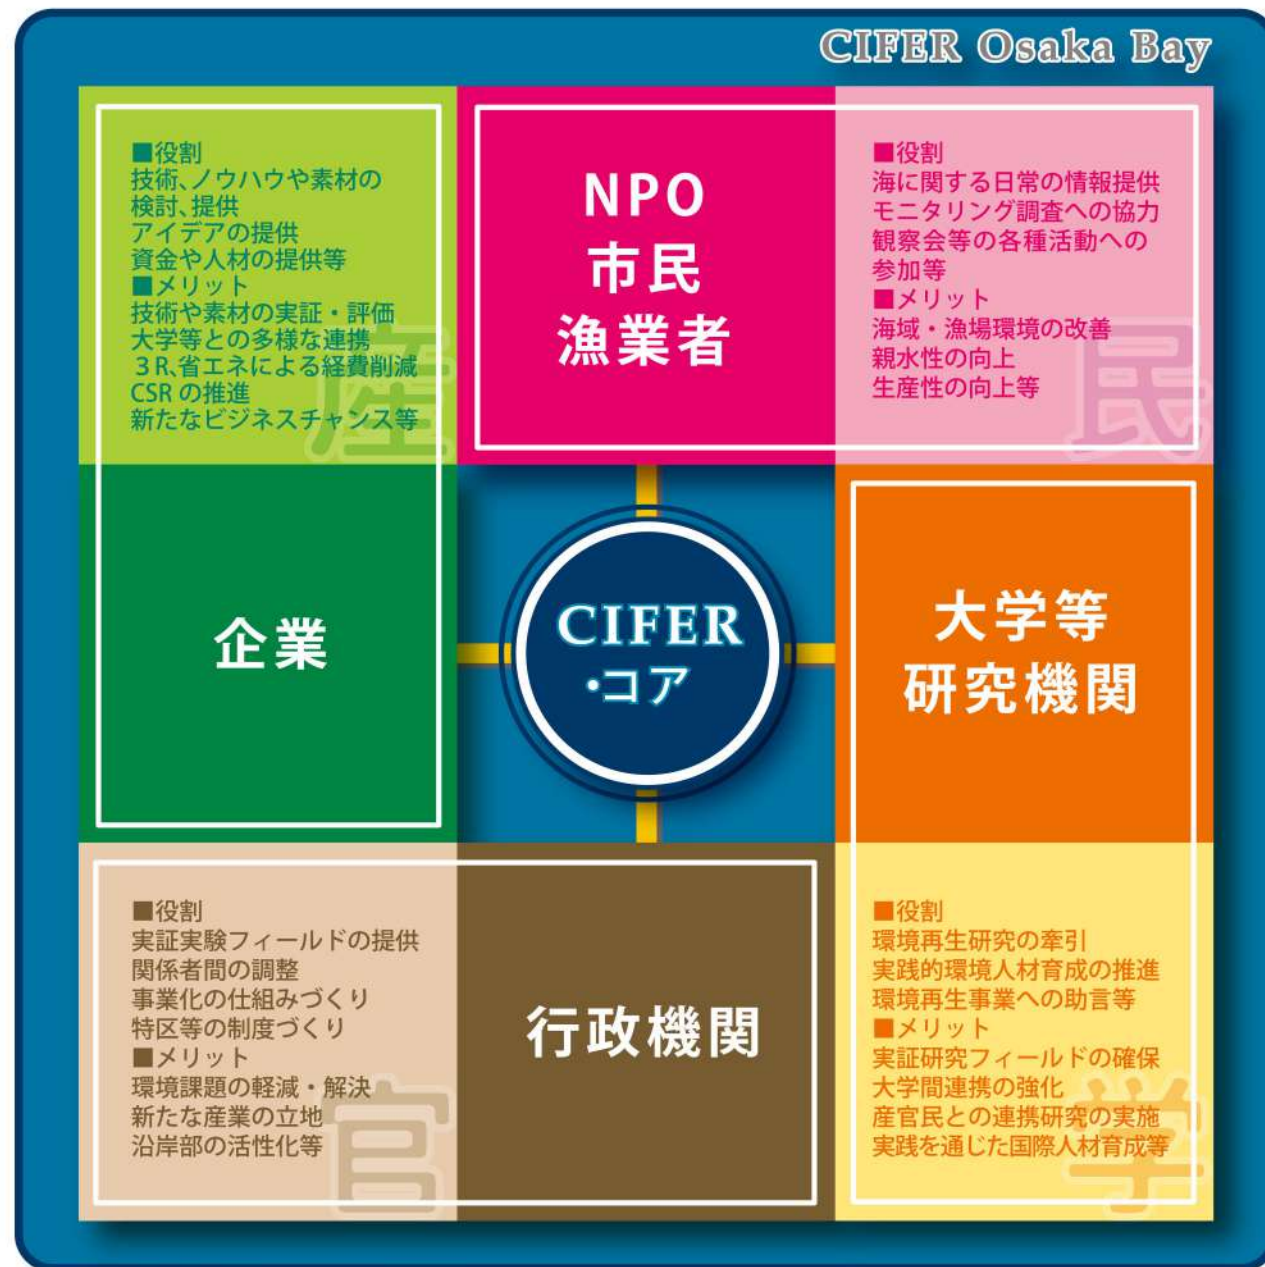 CIFER Osaka Bay
■役割
技術、ノウハウや素材の
検討、提供
アイデアの提供
資金や人材の提供等
■メリット
技術や素材の実証・評価
大学等との多様な連携
３R、省エネによる経費削減
CSR の推進
新たなビジネスチャンス等
産
企業
NPO
市民
漁業者
■役割
海に関する日常の情報提供
モニタリング調査への協力
観察会等の各種活動への
参加等
■メリット
海域・漁場環境の改善
親水性の向上
生産性の向上等
民
CIFER
・コア
大学等
研究機関
■役割
環境再生研究の牽引
実践的環境人材育成の推進
環境再生事業への助言等
■メリット
実証研究フィールドの確保
大学間連携の強化
産官民との連携研究の実施
実践を通じた国際人材育成等
学
■役割
実証実験フィールドの提供
関係者間の調整
事業化の仕組みづくり
特区等の制度づくり
■メリット
環境課題の軽減・解決
新たな産業の立地
沿岸部の活性化等
官
行政機関